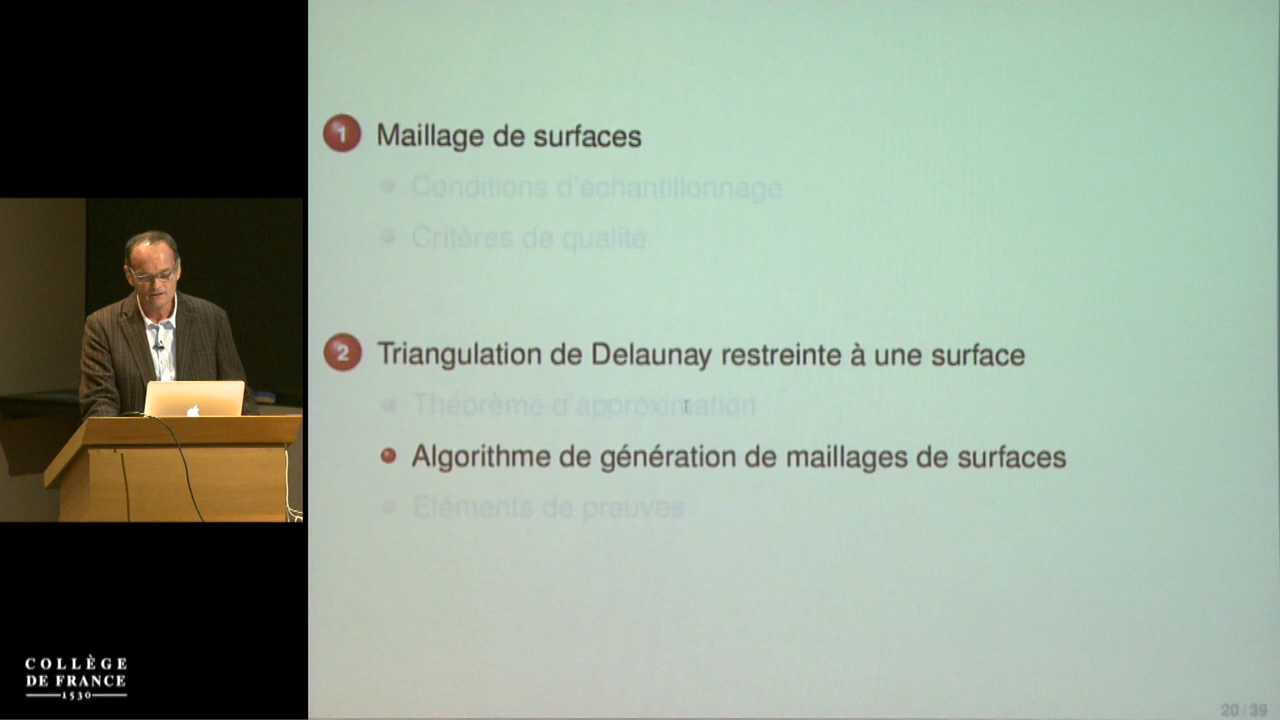 1 Maillage de surfaces
Conditions d'échantillonnage
Critères de qualité
2 Triangulation de Delaunay restreinte à une surface
Théorème d'approximation
Algorithme de génération de maillages de surfaces
Eléments de preuves
COLLÈGE
DE FRANCE
1530
20/39